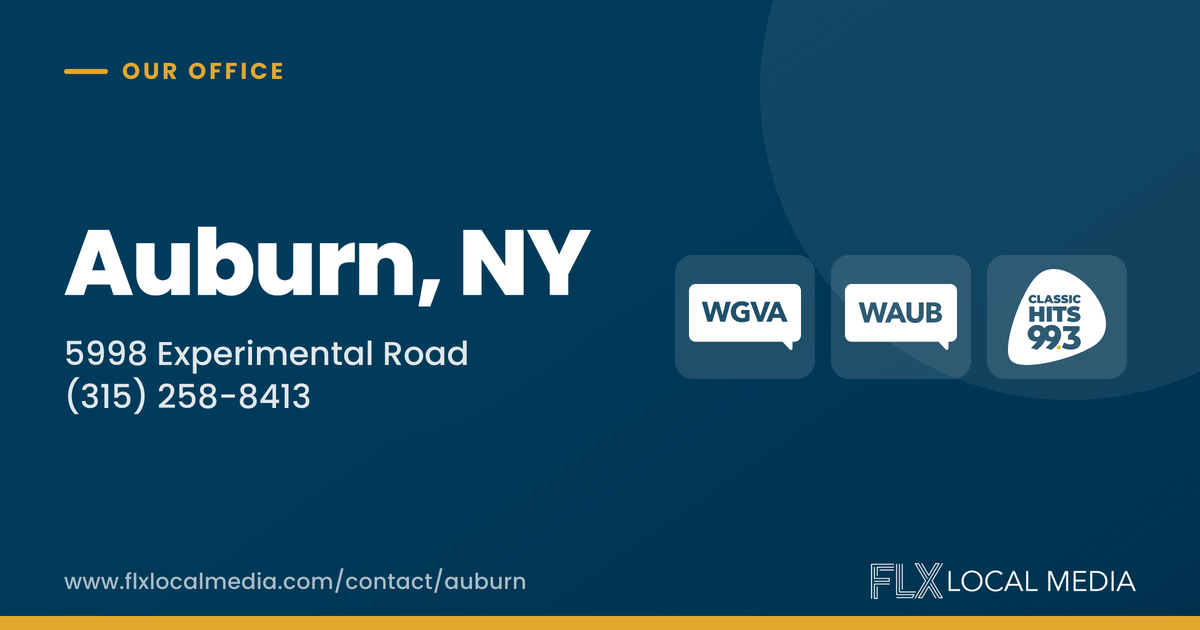 OUR OFFICE
Auburn, NY
5998 Experimental Road
(315) 258-8413
WGVA
WAUB
CLASSIC
HITS
99.3
www.flxlocalmedia.com/contact/auburn
FLX LOCAL MEDIA